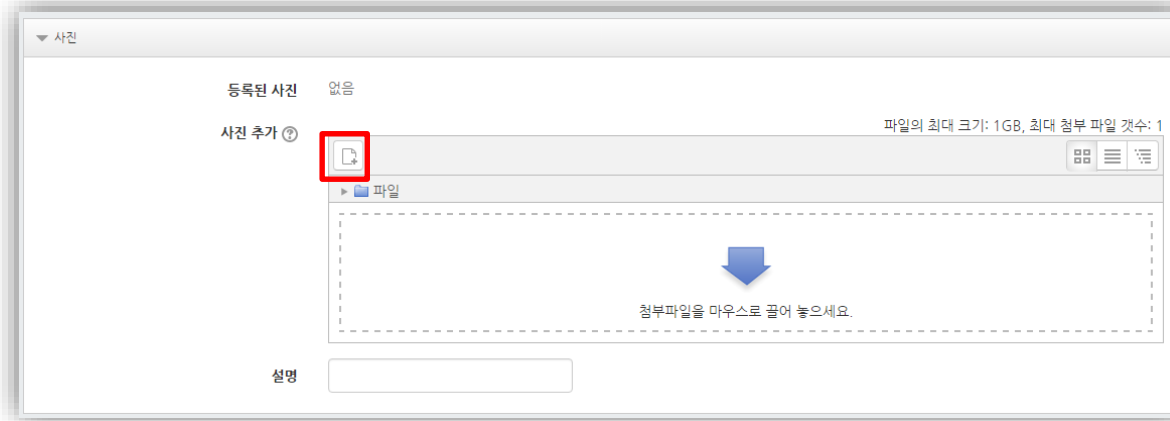 사진
등록된 사진 없음
사진 추가
파일의 최대 크기: 1GB, 최대 첨부 파일 갯수: 1
파일
첨부파일을 마우스로 끌어 놓으세요.
설명